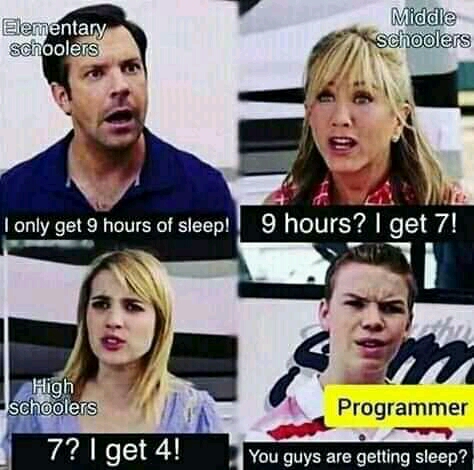 Elementary
schoolers
I only get 9 hours of sleep!
Middle
schoolers
9 hours? I get 7!
High
schoolers
7? I get 4!
Programmer
You guys are getting sleep?